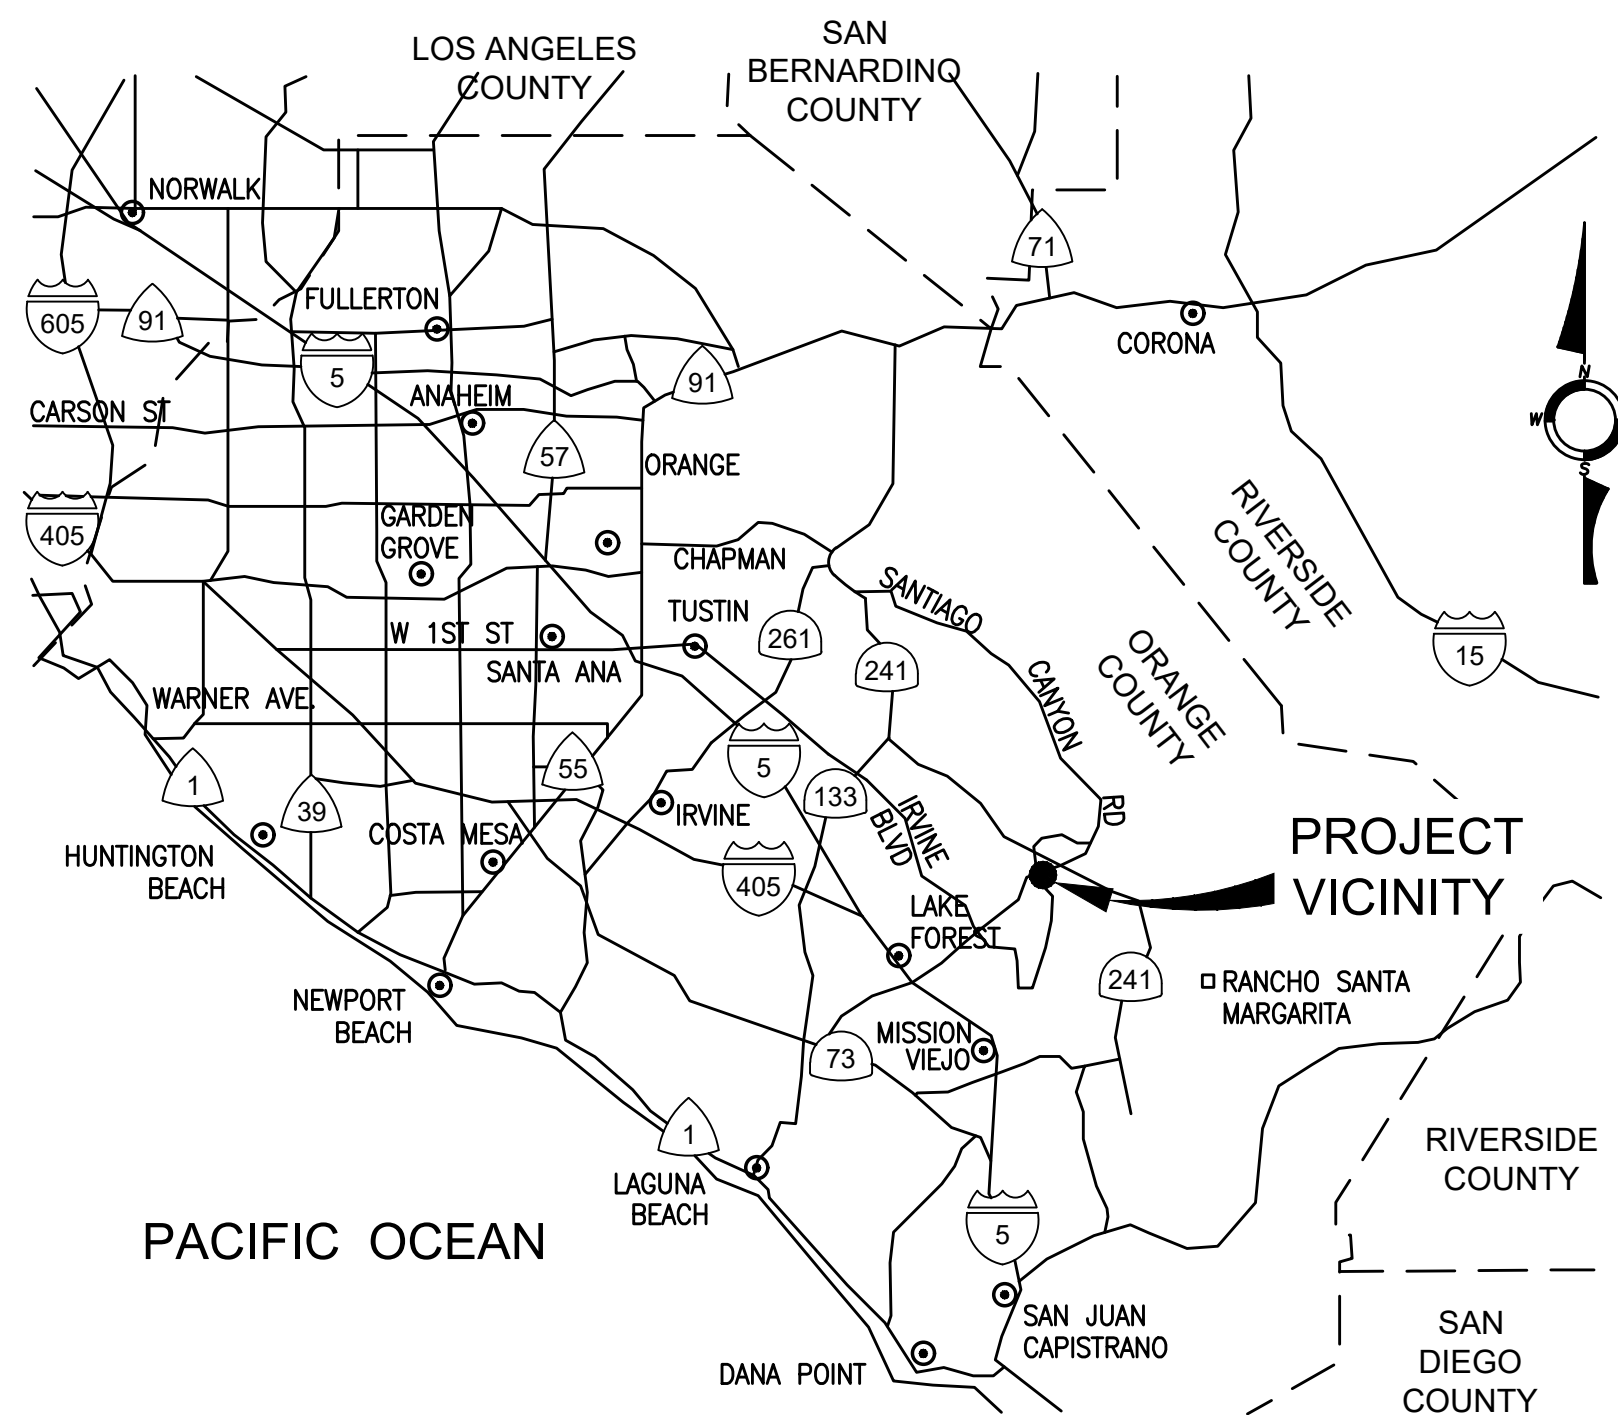 LOS ANGELES
COUNTY
SAN
BERNARDINO
COUNTY
NORWALK
71
605
91
FULLERTON
5
CORONA
N
W
S
91
CARSON ST
ANAHEIM
57
ORANGE
405
GARDEN
GROVE
CHAPMAN
RIVERSIDE
COUNTY
SANTIAGO
CANYON
RD
TUSTIN
W 1ST ST
SANTA ANA
261
241
ORANGE
COUNTY
15
WARNER AVE.
1
39
55
5
133
IRVINE
IRVINE
BLVD
COSTA MESA
HUNTINGTON
BEACH
405
PROJECT
VICINITY
LAKE
FOREST
241
RANCHO SANTA
MARGARITA
NEWPORT
BEACH
73
MISSION
VIEJO
1
LAGUNA
BEACH
RIVERSIDE
COUNTY
PACIFIC OCEAN
5
SAN JUAN
CAPISTRANO
DANA POINT
SAN
DIEGO
COUNTY